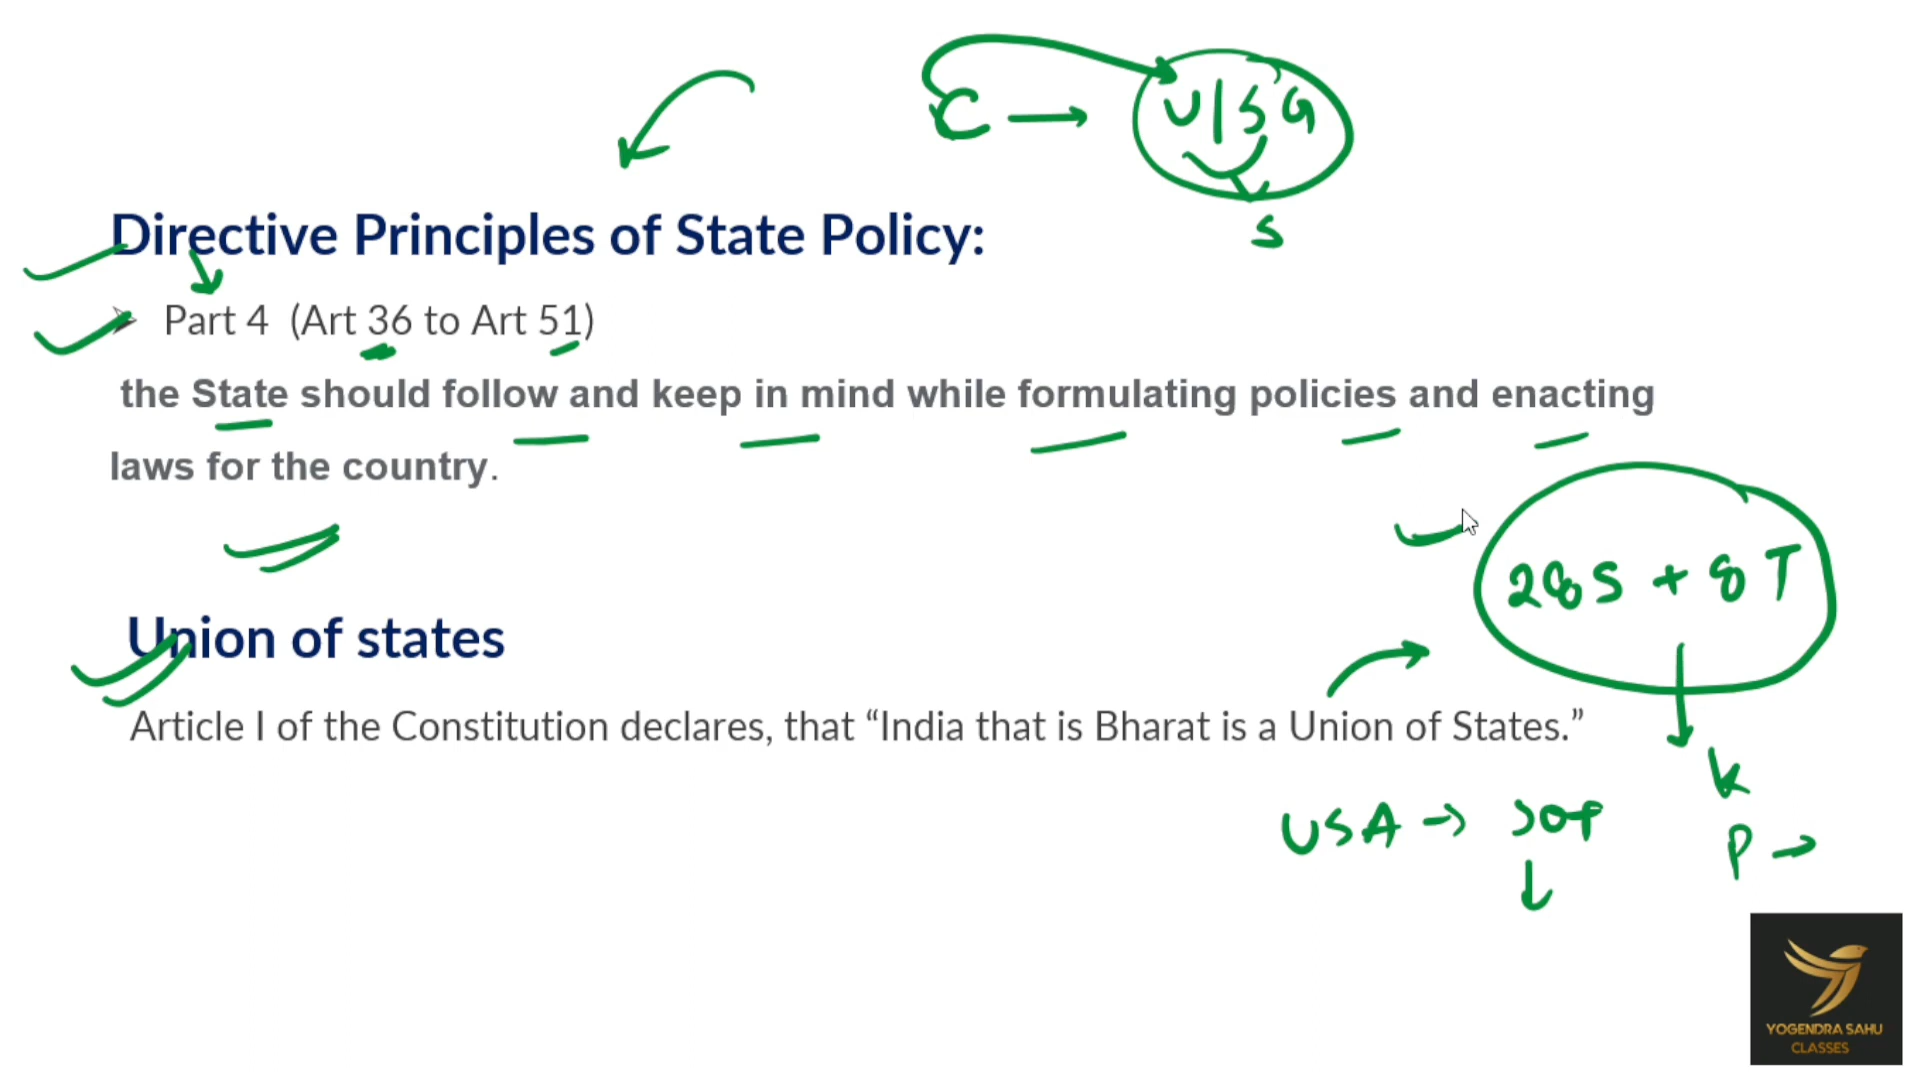 C → U/SG
S
Directive Principles of State Policy:
➢ Part 4 (Art 36 to Art 51)
the State should follow and keep in mind while formulating policies and enacting
laws for the country.
28S + 8T
Union of states
Article I of the Constitution declares, that “India that is Bharat is a Union of States.”
K
USA →
P →
YOGENDRA SAHU
CLASSES